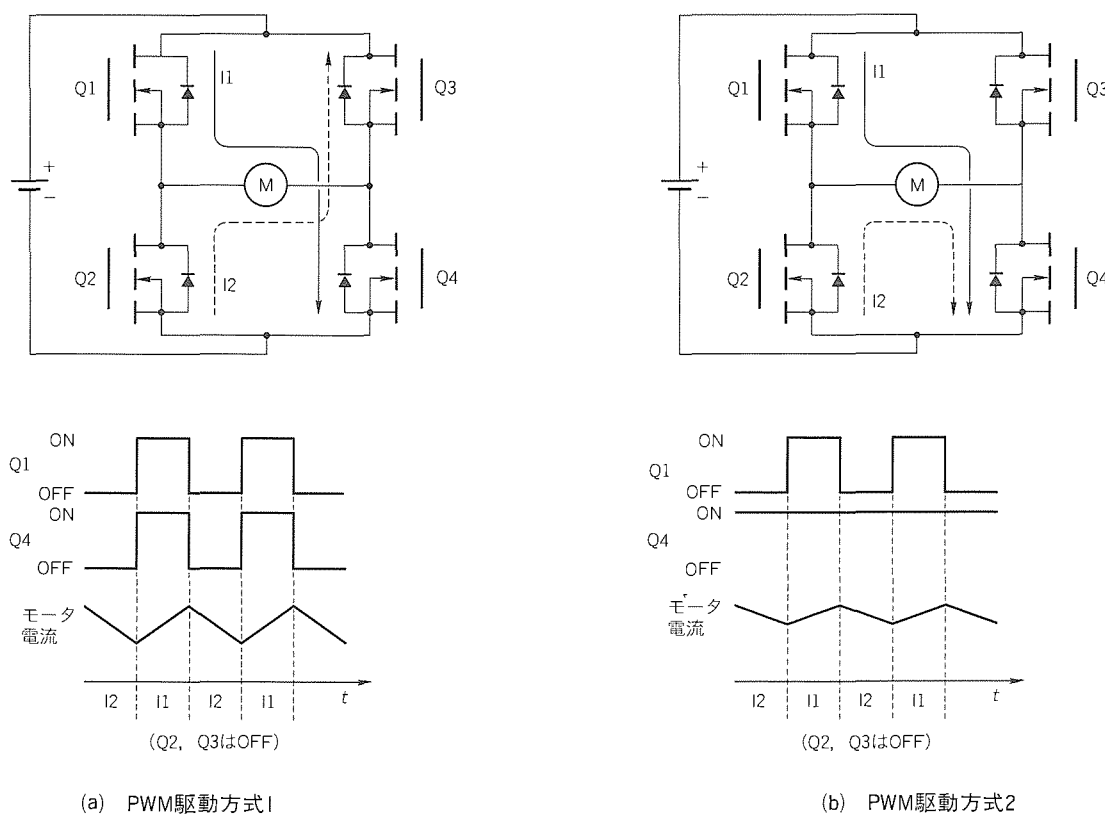 Q1
I1
Q3
+
M
−
Q2
I2
Q4
ON
Q1
OFF
ON
Q4
OFF
モータ
電流
I2 I1 I2 I1 t
(Q2, Q3はOFF)
(a) PWM駆動方式1
Q1
I1
Q3
+
M
−
Q2
I2
Q4
ON
Q1
OFF
ON
Q4
OFF
モータ
電流
I2 I1 I2 I1 t
(Q2, Q3はOFF)
(b) PWM駆動方式2